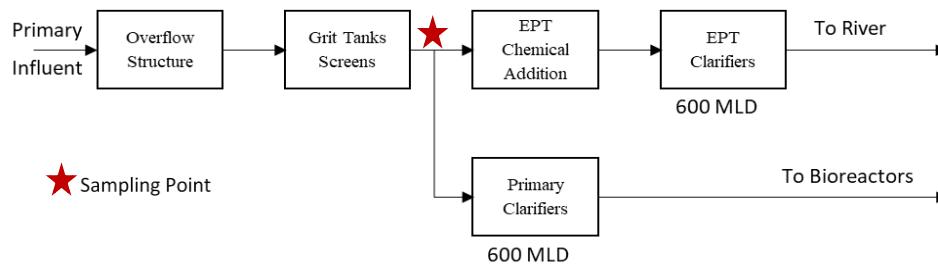 Primary
Influent
Overflow
Structure
Grit Tanks
Screens
EPT
Chemical
Addition
EPT
Clarifiers
600 MLD
To River
Sampling Point
Primary
Clarifiers
600 MLD
To Bioreactors